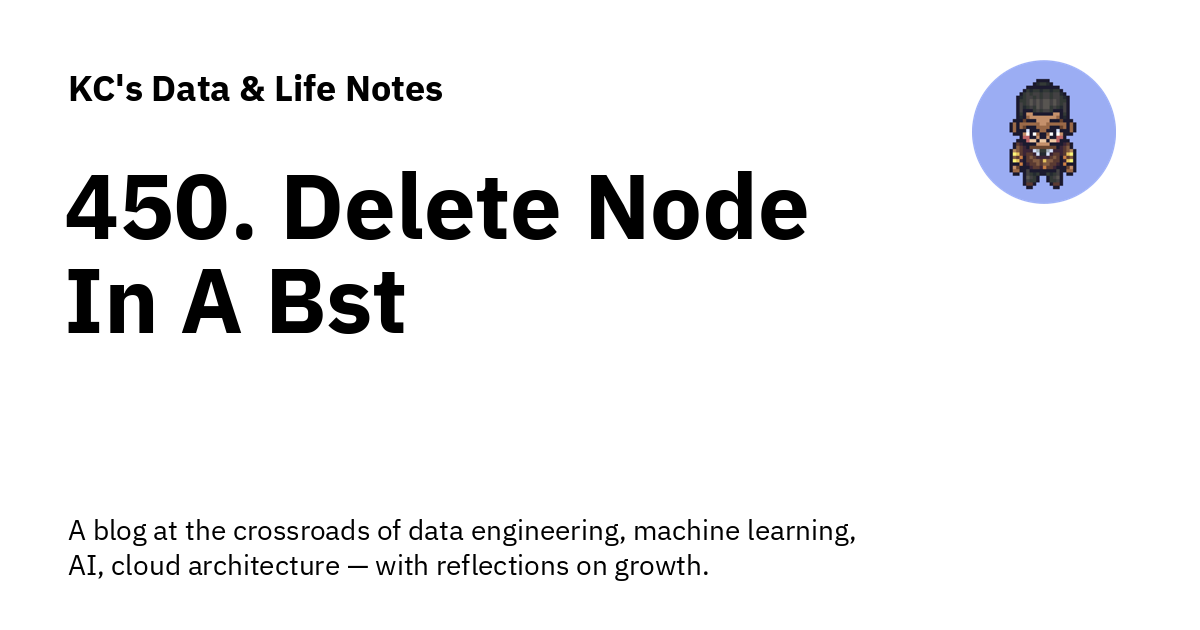 KC's Data & Life Notes
450. Delete Node
In A Bst
A blog at the crossroads of data engineering, machine learning,
AI, cloud architecture — with reflections on growth.